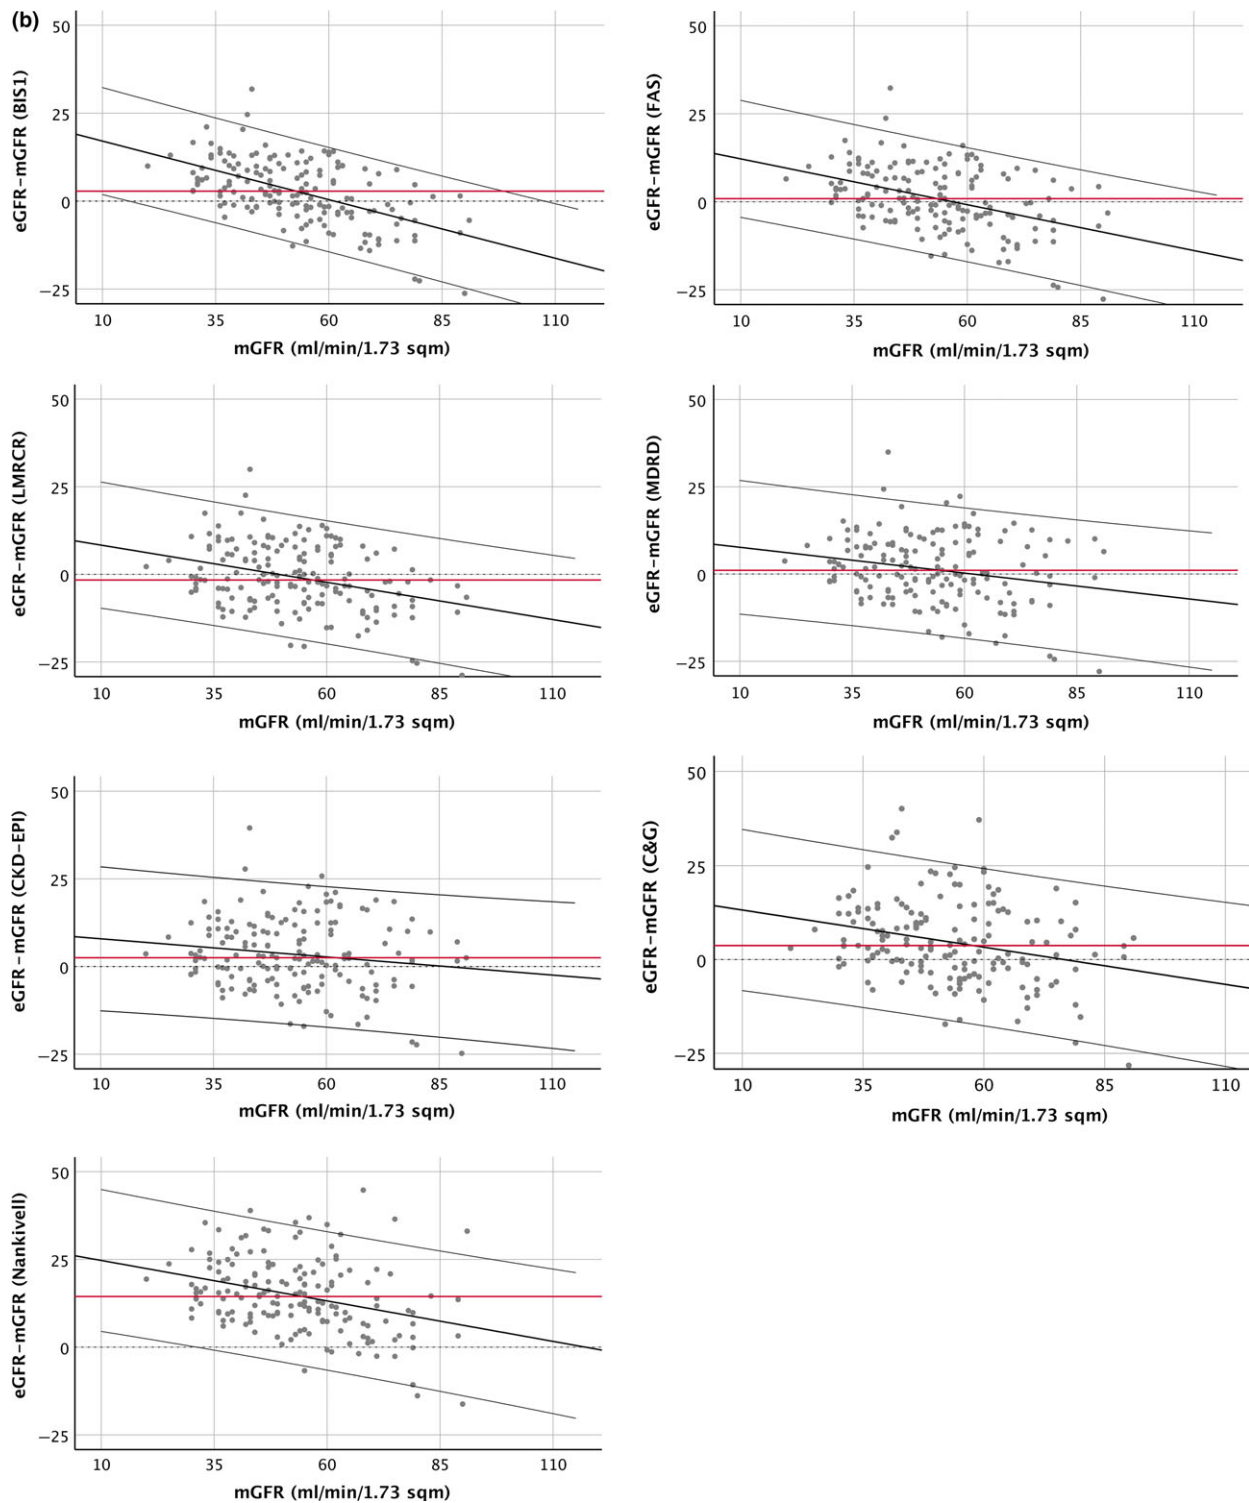 (b)
50
25
0
−25
eGFR−mGFR (BIS1)
10 35 60 85 110
mGFR (ml/min/1.73 sqm)
50
25
0
−25
eGFR−mGFR (FAS)
10 35 60 85 110
mGFR (ml/min/1.73 sqm)
50
25
0
−25
eGFR−mGFR (LMRCR)
10 35 60 85 110
mGFR (ml/min/1.73 sqm)
50
25
0
−25
eGFR−mGFR (MDRD)
10 35 60 85 110
mGFR (ml/min/1.73 sqm)
50
25
0
−25
eGFR−mGFR (CKD−EPI)
10 35 60 85 110
mGFR (ml/min/1.73 sqm)
50
25
0
−25
eGFR−mGFR (C&G)
10 35 60 85 110
mGFR (ml/min/1.73 sqm)
50
25
0
−25
eGFR−mGFR (Nankivell)
10 35 60 85 110
mGFR (ml/min/1.73 sqm)